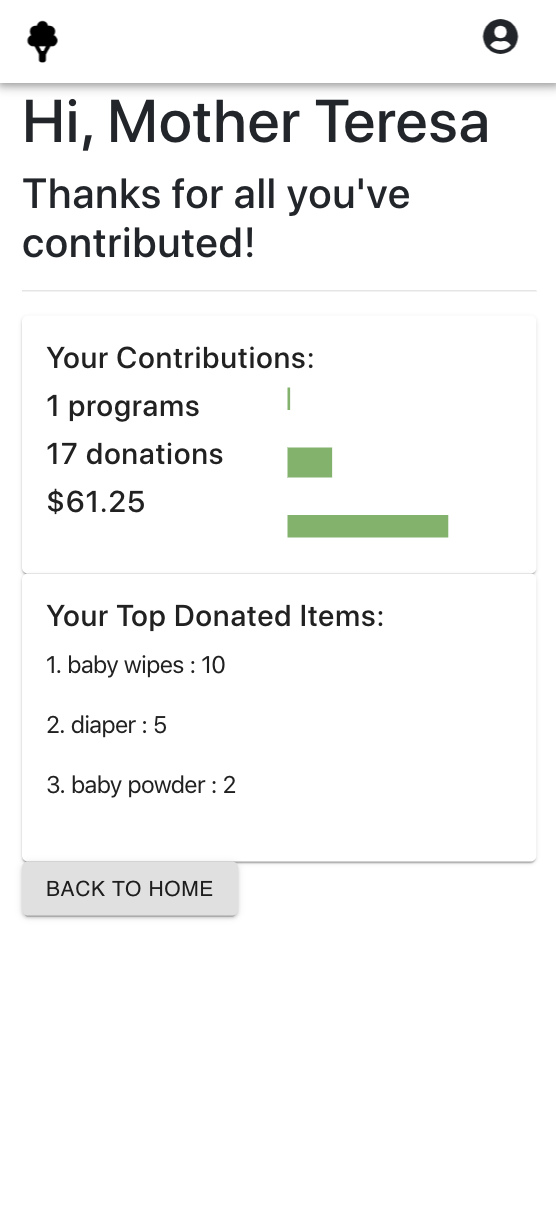 Hi, Mother Teresa
Thanks for all you've
contributed!
Your Contributions:
1 programs
17 donations
$61.25
Your Top Donated Items:
1. baby wipes : 10
2. diaper : 5
3. baby powder : 2
BACK TO HOME